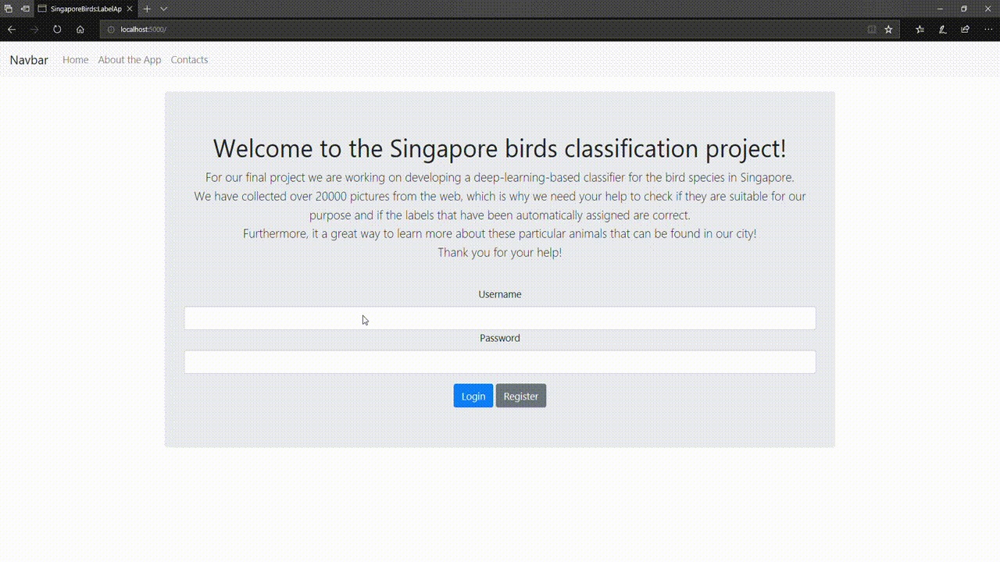 SingaporeBirds:LabelAp
localhost:5000/
Navbar Home About the App Contacts
Welcome to the Singapore birds classification project!
For our final project we are working on developing a deep-learning-based classifier for the bird species in Singapore.
We have collected over 20000 pictures from the web, which is why we need your help to check if they are suitable for our
purpose and if the labels that have been automatically assigned are correct.
Furthermore, it a great way to learn more about these particular animals that can be found in our city!
Thank you for your help!
Username
Password
Login Register